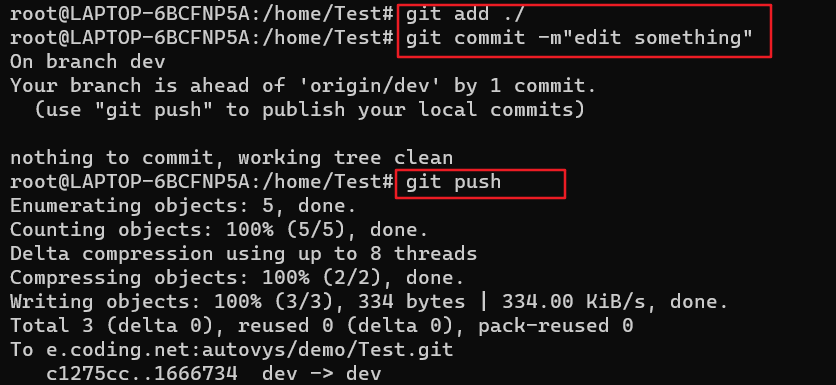 root@LAPTOP-6BCFNP5A:/home/Test# git add ./
root@LAPTOP-6BCFNP5A:/home/Test# git commit -m"edit something"
On branch dev
Your branch is ahead of 'origin/dev' by 1 commit.
  (use "git push" to publish your local commits)

nothing to commit, working tree clean
root@LAPTOP-6BCFNP5A:/home/Test# git push
Enumerating objects: 5, done.
Counting objects: 100% (5/5), done.
Delta compression using up to 8 threads
Compressing objects: 100% (2/2), done.
Writing objects: 100% (3/3), 334 bytes | 334.00 KiB/s, done.
Total 3 (delta 0), reused 0 (delta 0), pack-reused 0
To e.coding.net:autovys/demo/Test.git
   c1275cc..1666734  dev -> dev